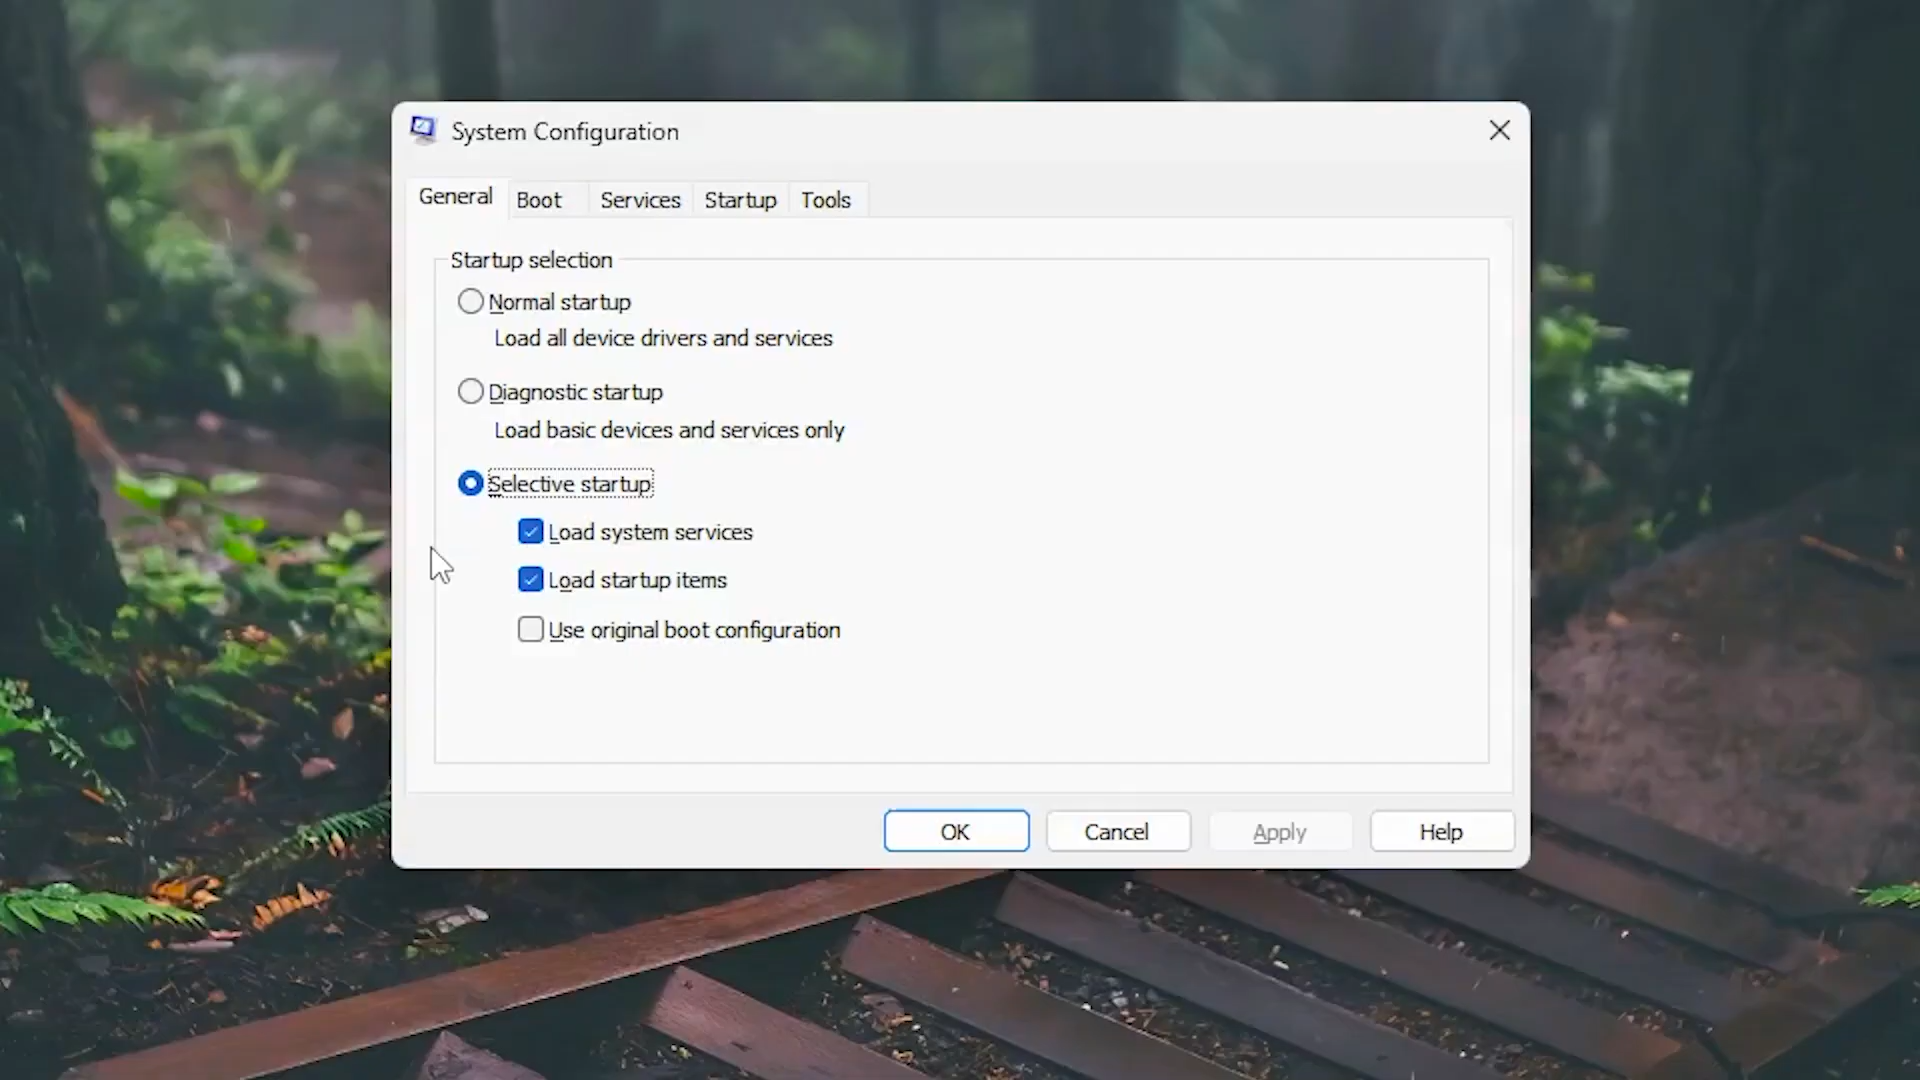 System Configuration
General Boot Services Startup Tools
Startup selection
Normal startup
Load all device drivers and services
Diagnostic startup
Load basic devices and services only
Selective startup
Load system services
Load startup items
Use original boot configuration
OK Cancel Apply Help